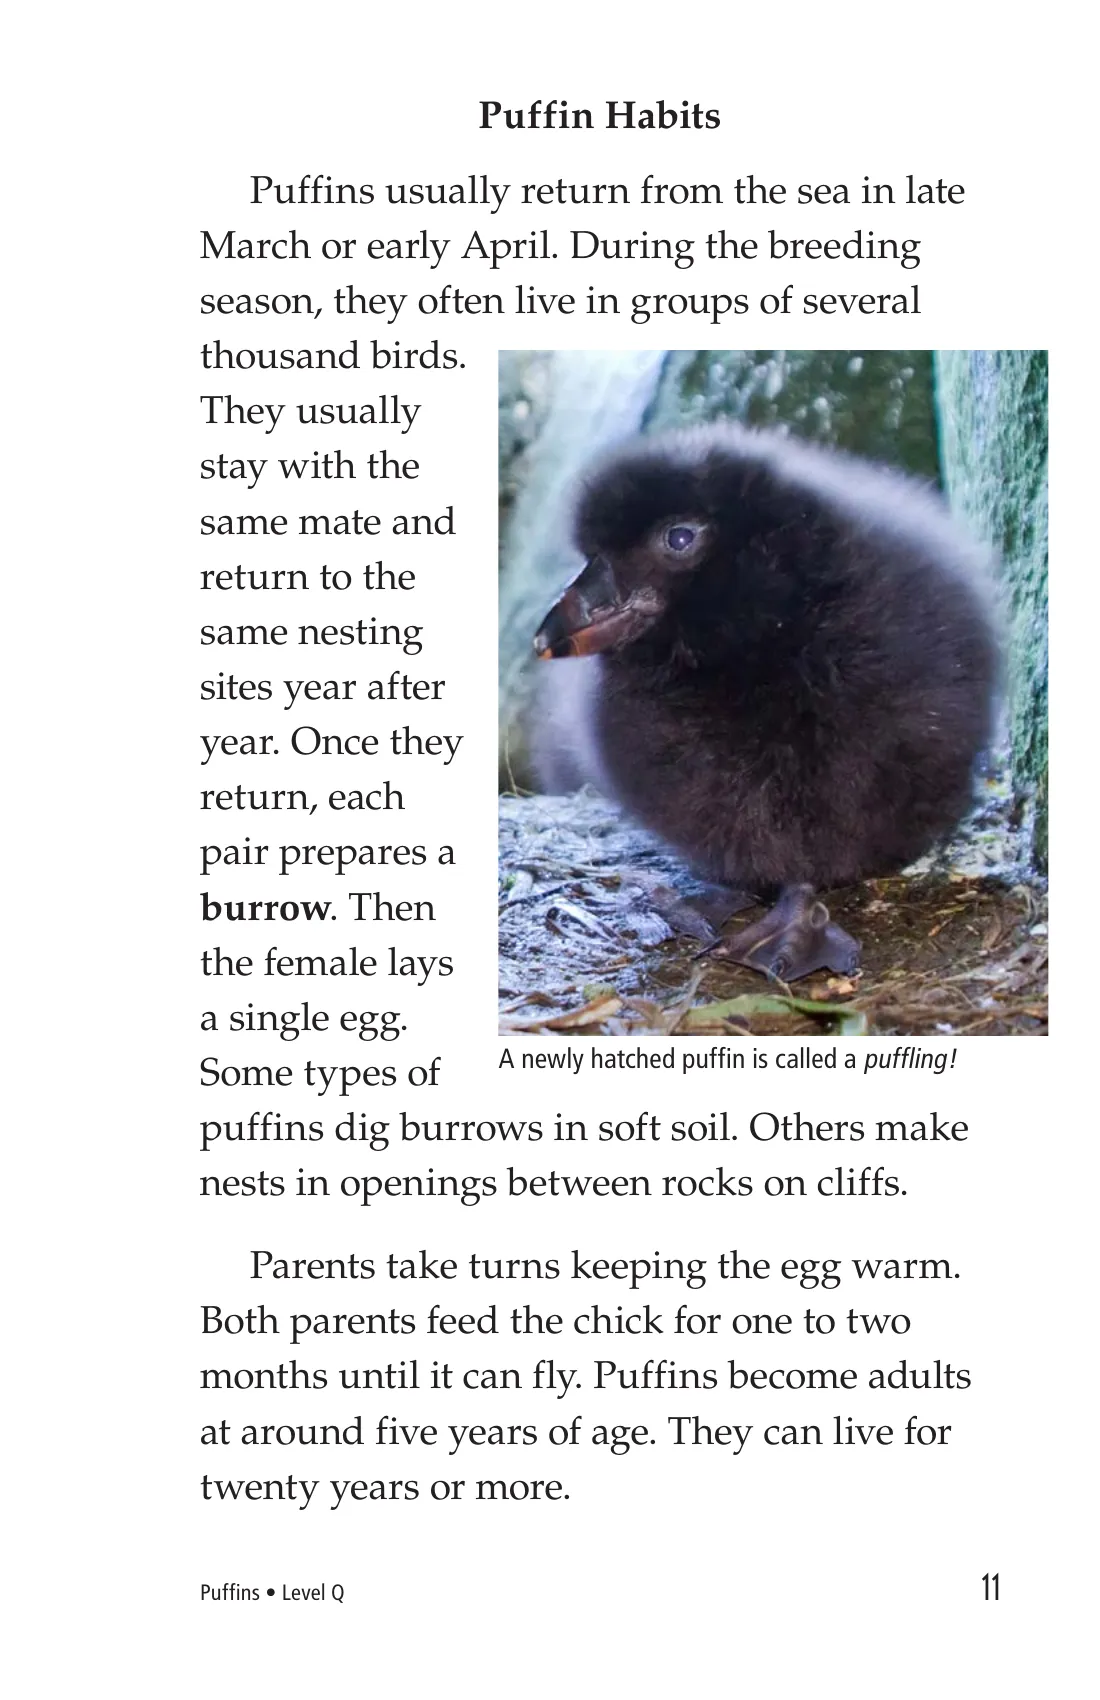 Puffin Habits
Puffins usually return from the sea in late
March or early April. During the breeding
season, they often live in groups of several
thousand birds.
They usually
stay with the
same mate and
return to the
same nesting
sites year after
year. Once they
return, each
pair prepares a
burrow. Then
the female lays
a single egg.
Some types of
puffins dig burrows in soft soil. Others make
nests in openings between rocks on cliffs.
A newly hatched puffin is called a puffling!
Parents take turns keeping the egg warm.
Both parents feed the chick for one to two
months until it can fly. Puffins become adults
at around five years of age. They can live for
twenty years or more.
Puffins • Level Q
11